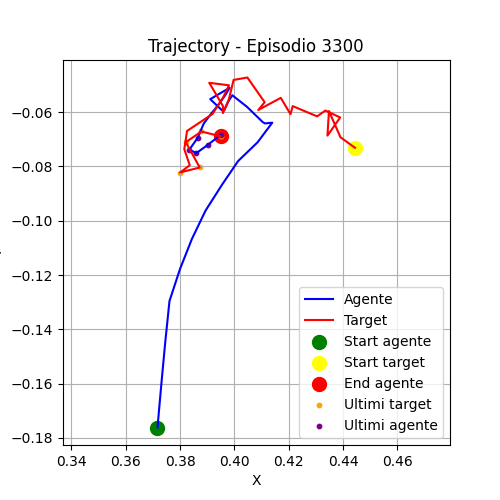 Trajectory - Episodio 3300
−0.06
−0.08
−0.10
−0.12
−0.14
−0.16
−0.18
0.34
0.36
0.38
0.40
0.42
0.44
0.46
X
Agente
Target
Start agente
Start target
End agente
Ultimi target
Ultimi agente